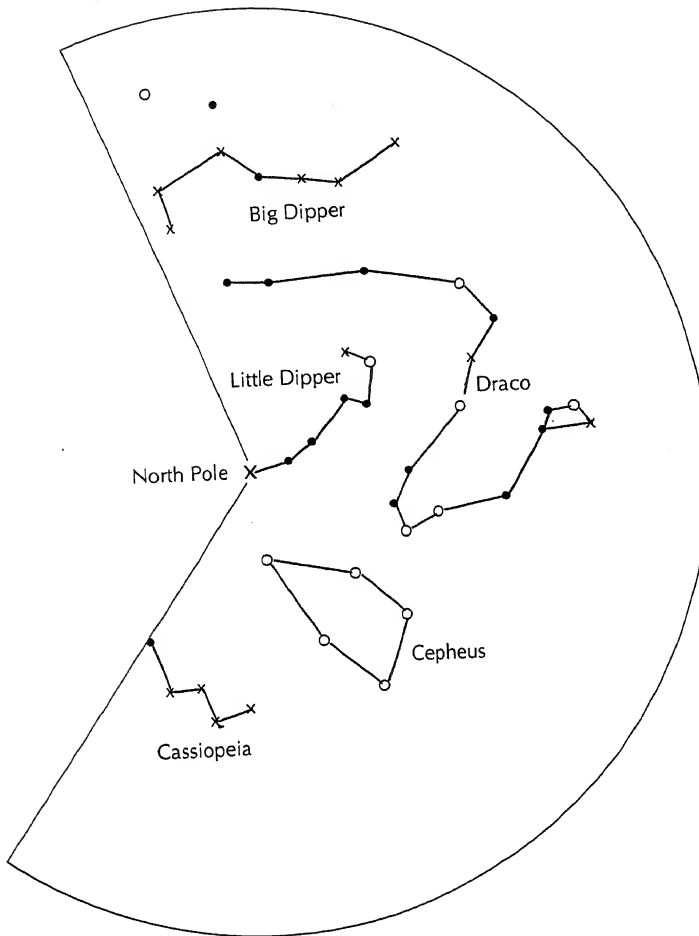 Big Dipper
Little Dipper
Draco
North Pole
Cepheus
Cassiopeia